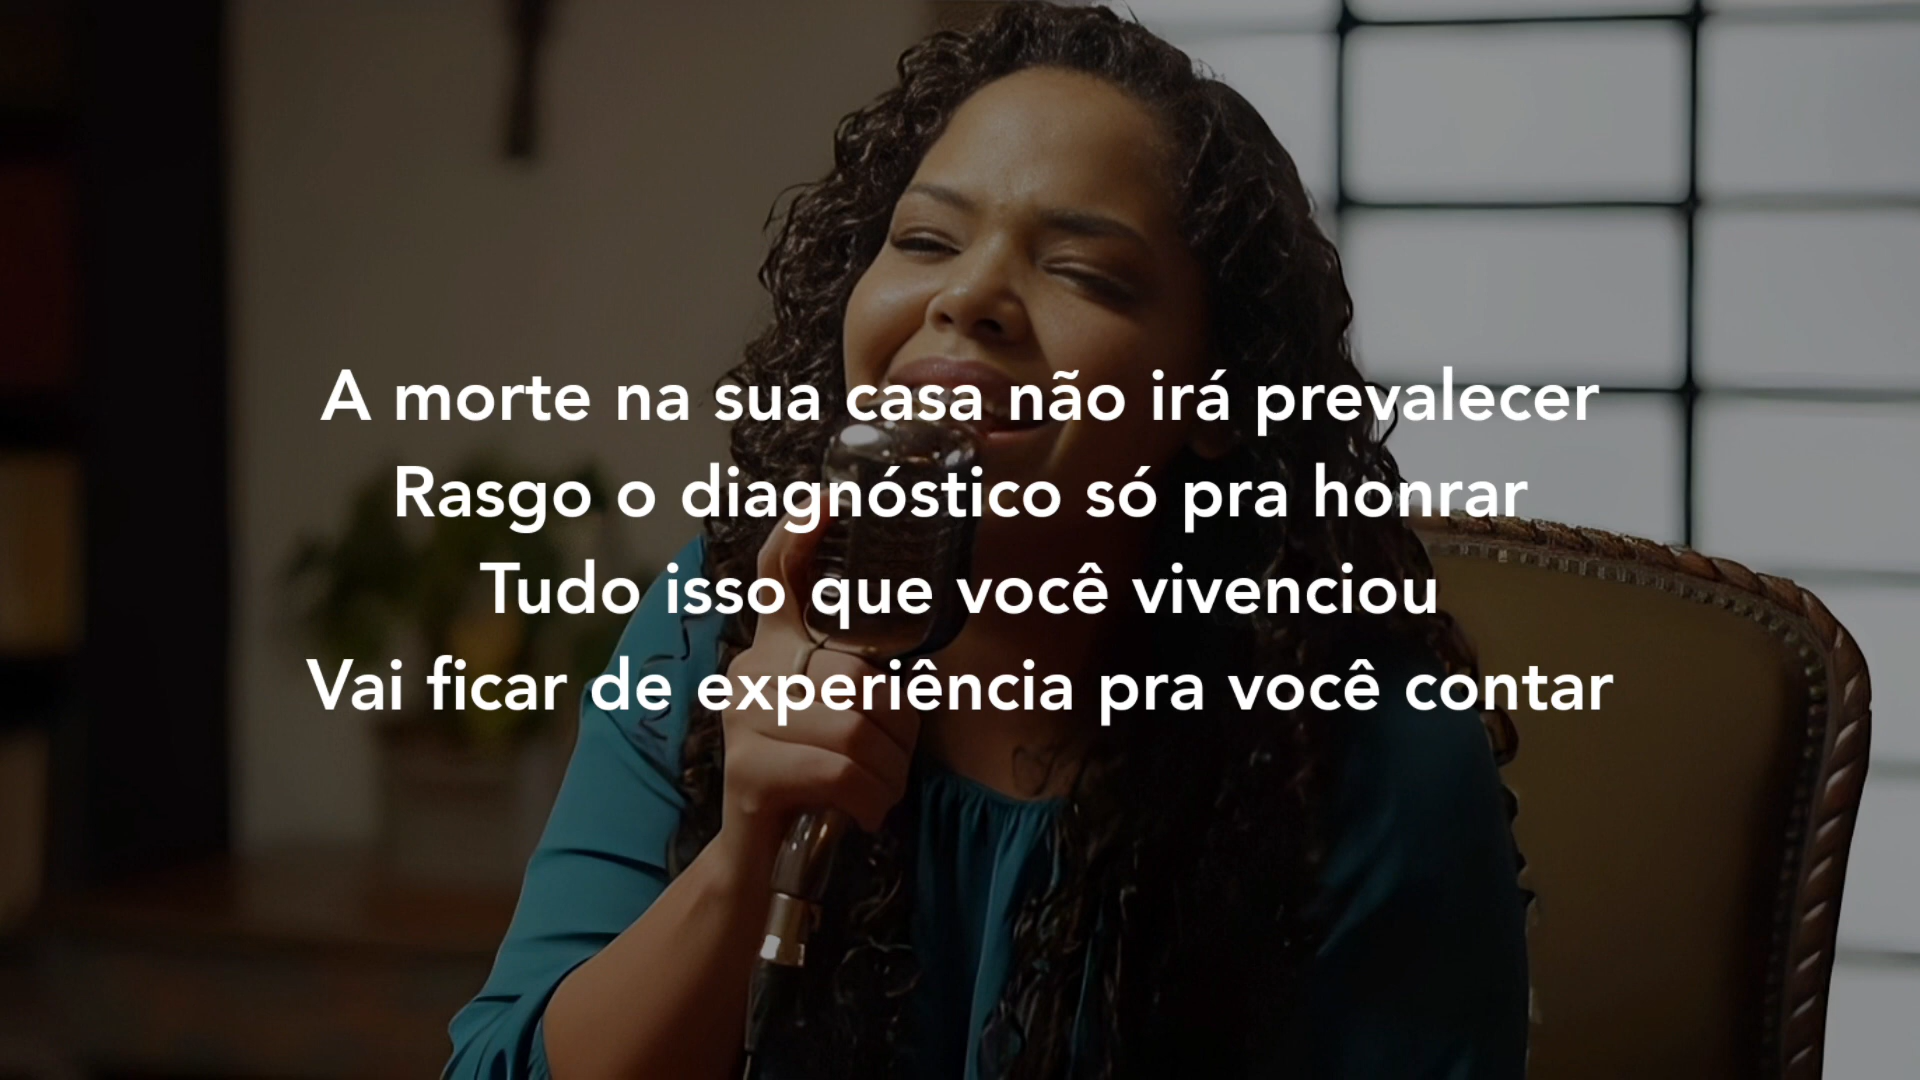 A morte na sua casa não irá prevalecer
Rasgo o diagnóstico só pra honrar
Tudo isso que você vivenciou
Vai ficar de experiência pra você contar